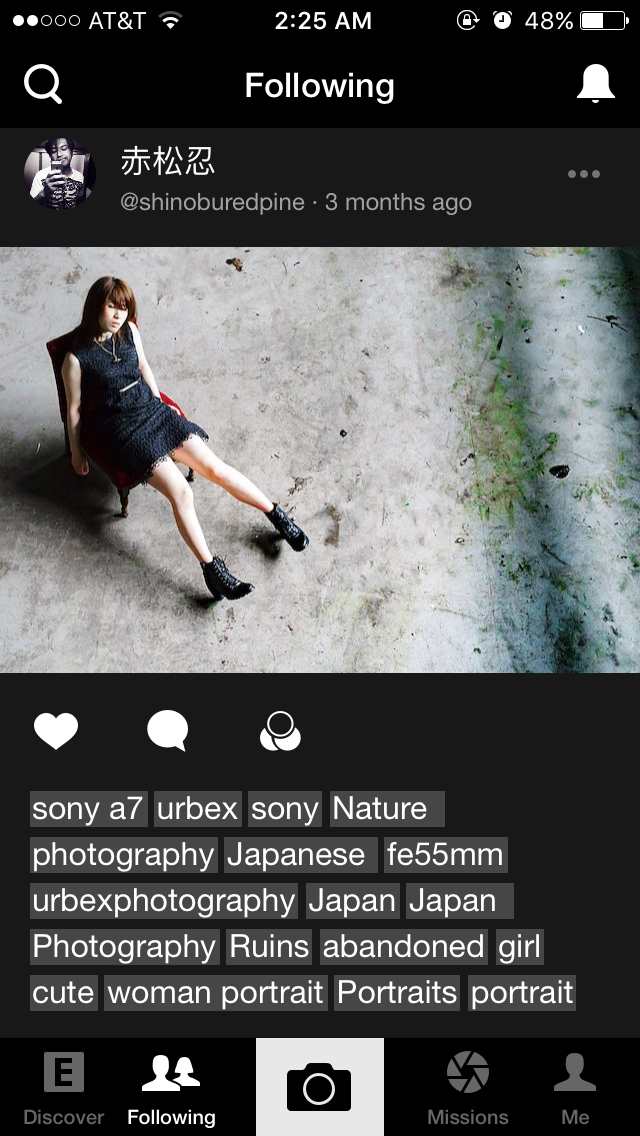 AT&T 2:25 AM 48%
Following
赤松忍
@shinoburedpine · 3 months ago
sony a7 urbex sony Nature
photography Japanese fe55mm
urbexphotography Japan Japan
Photography Ruins abandoned girl
cute woman portrait Portraits portrait
E
Discover Following Missions Me